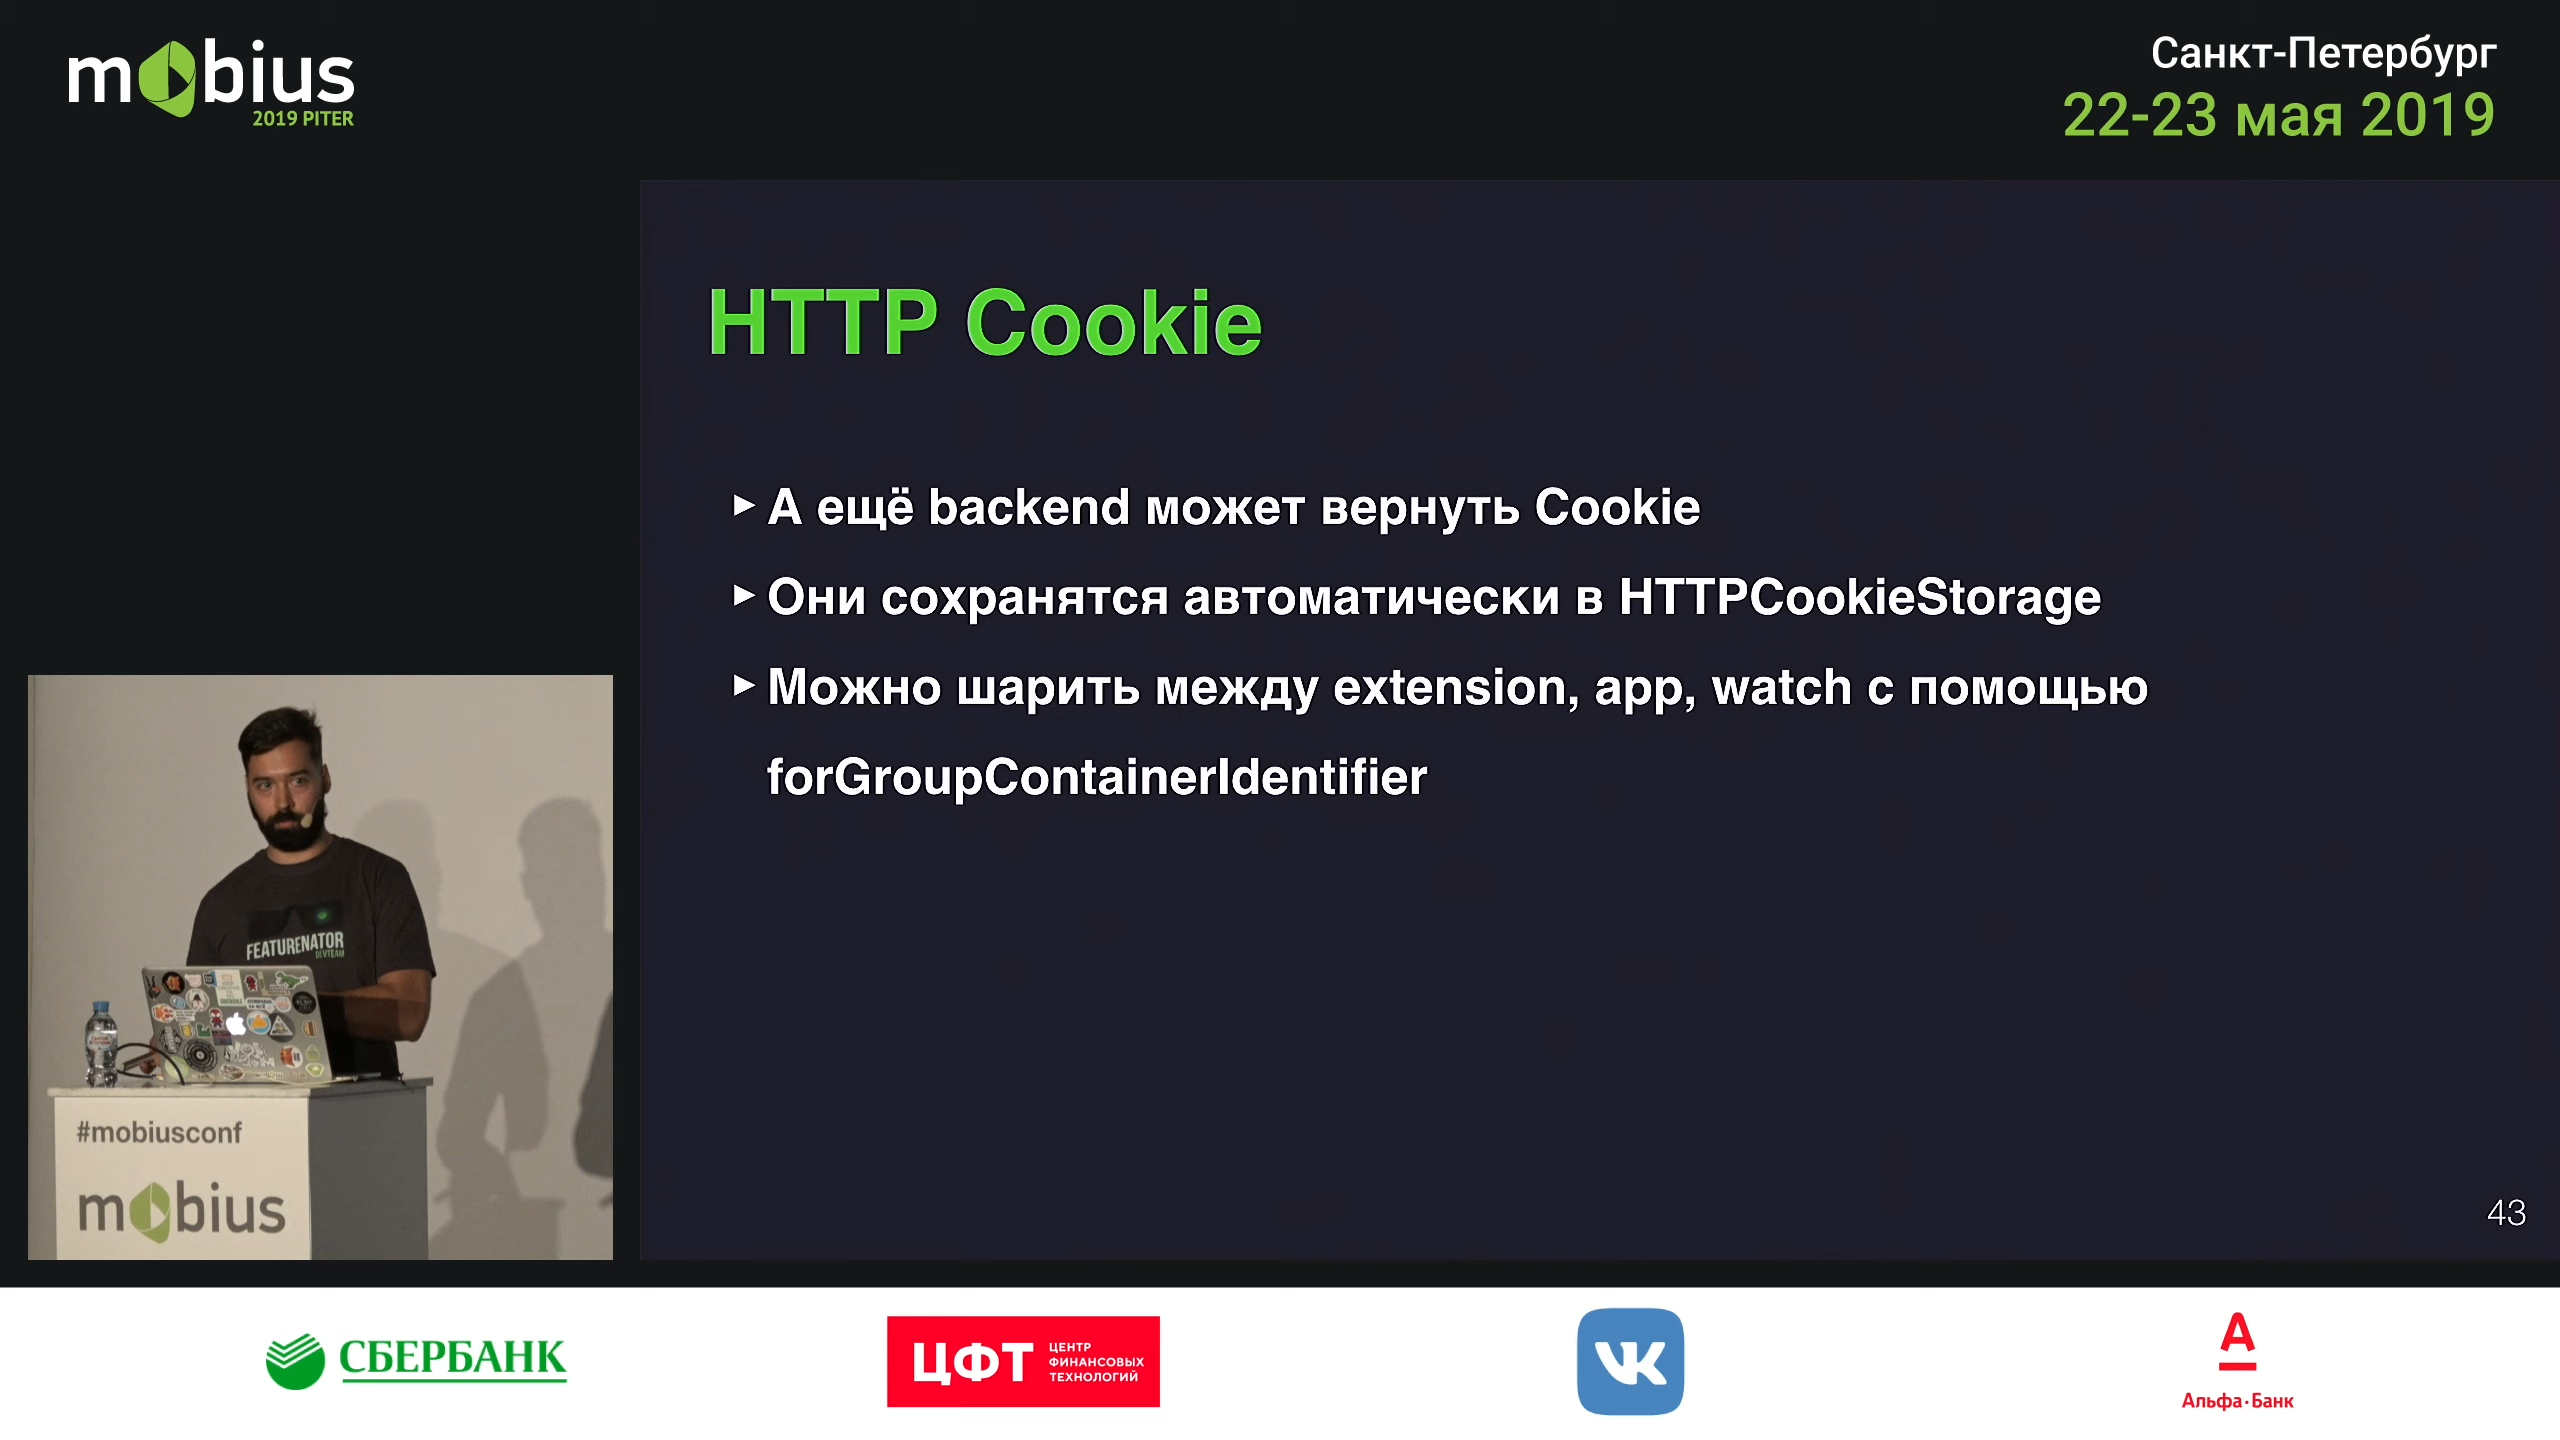 mobius
2019 PITER
Санкт-Петербург
22-23 мая 2019
HTTP Cookie
▸ А ещё backend может вернуть Cookie
▸ Они сохранятся автоматически в HTTPCookieStorage
▸ Можно шарить между extension, app, watch с помощью
forGroupContainerIdentifier
43
FEATURENATOR
DEVTEAM
#mobiusconf
mobius
СБЕРБАНК
ЦФТ
ЦЕНТР
ФИНАНСОВЫХ
ТЕХНОЛОГИЙ
VK
А
Альфа·Банк